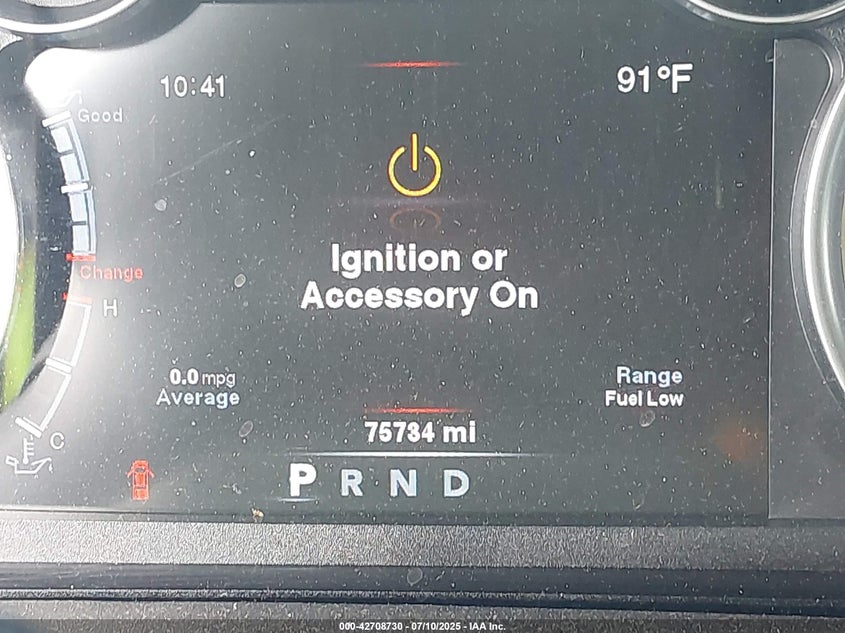 10:41
91°F
Good
Ignition or
Accessory On
Change
H
0.0 mpg
Average
Range
Fuel Low
75734 mi
C
P R N D
000-42708730 - 07/10/2025 - IAA Inc.